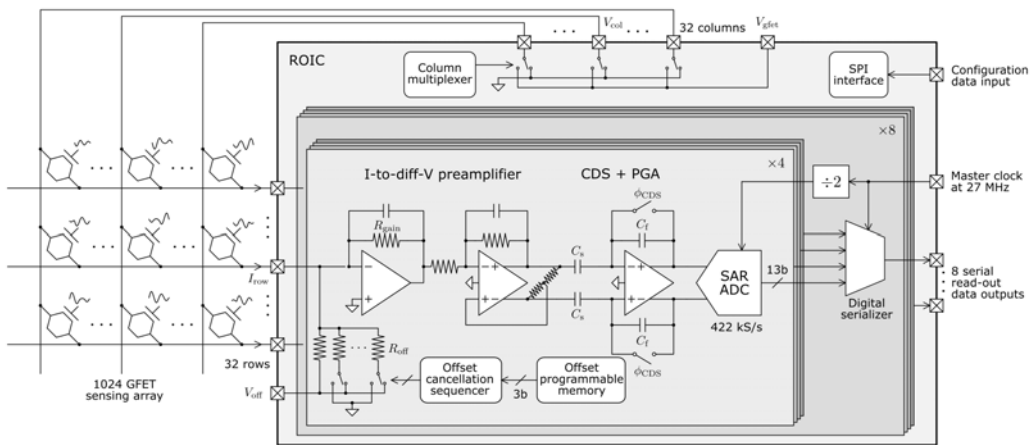 V_col
V_gfet
32 columns
ROIC
Column
multiplexer
SPI
interface
Configuration
data input
×8
×4
I-to-diff-V preamplifier
CDS + PGA
÷2
Master clock
at 27 MHz
ϕ_CDS
R_gain
C_f
C_s
I_row
SAR
ADC
13b
8 serial
read-out
data outputs
Digital
serializer
C_s
422 kS/s
C_f
R_off
ϕ_CDS
32 rows
Offset
cancellation
sequencer
3b
Offset
programmable
memory
1024 GFET
sensing array
V_off